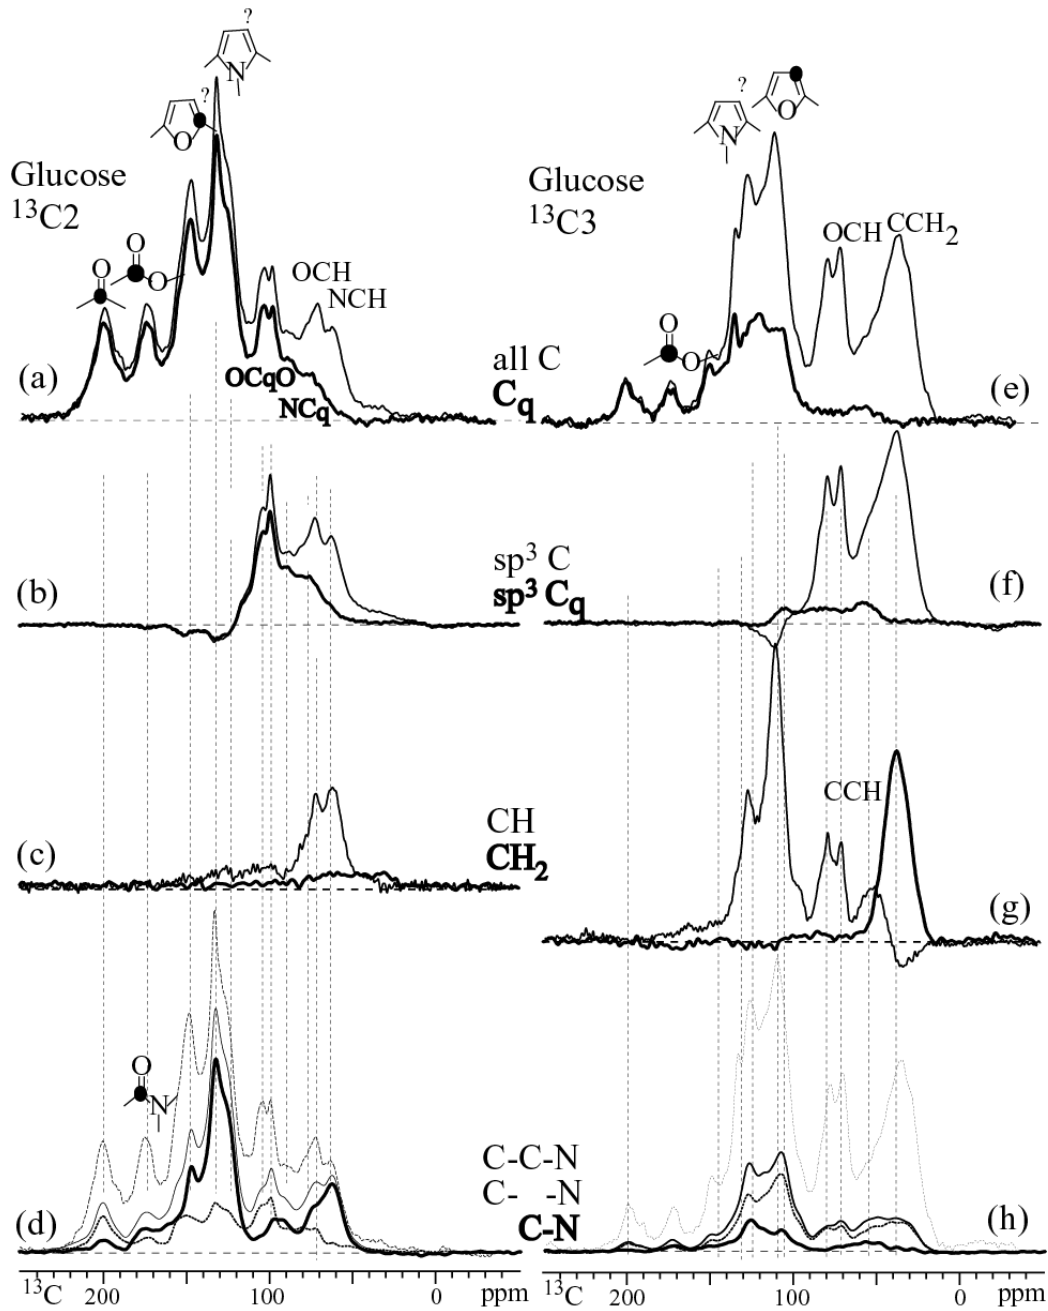 ?
?
N
O
?
?
N
O
Glucose
¹³C2
Glucose
¹³C3
O
O
O
OCH
NCH
O
O
OCH
CCH₂
(a)
OCqO
NCq
all C
Cq
(e)
(b)
sp³ C
sp³ Cq
(f)
(c)
CH
CH₂
CCH
(g)
O
N
(d)
C-C-N
C- -N
C-N
(h)
¹³C 200 100 0 ppm
¹³C 200 100 0 ppm